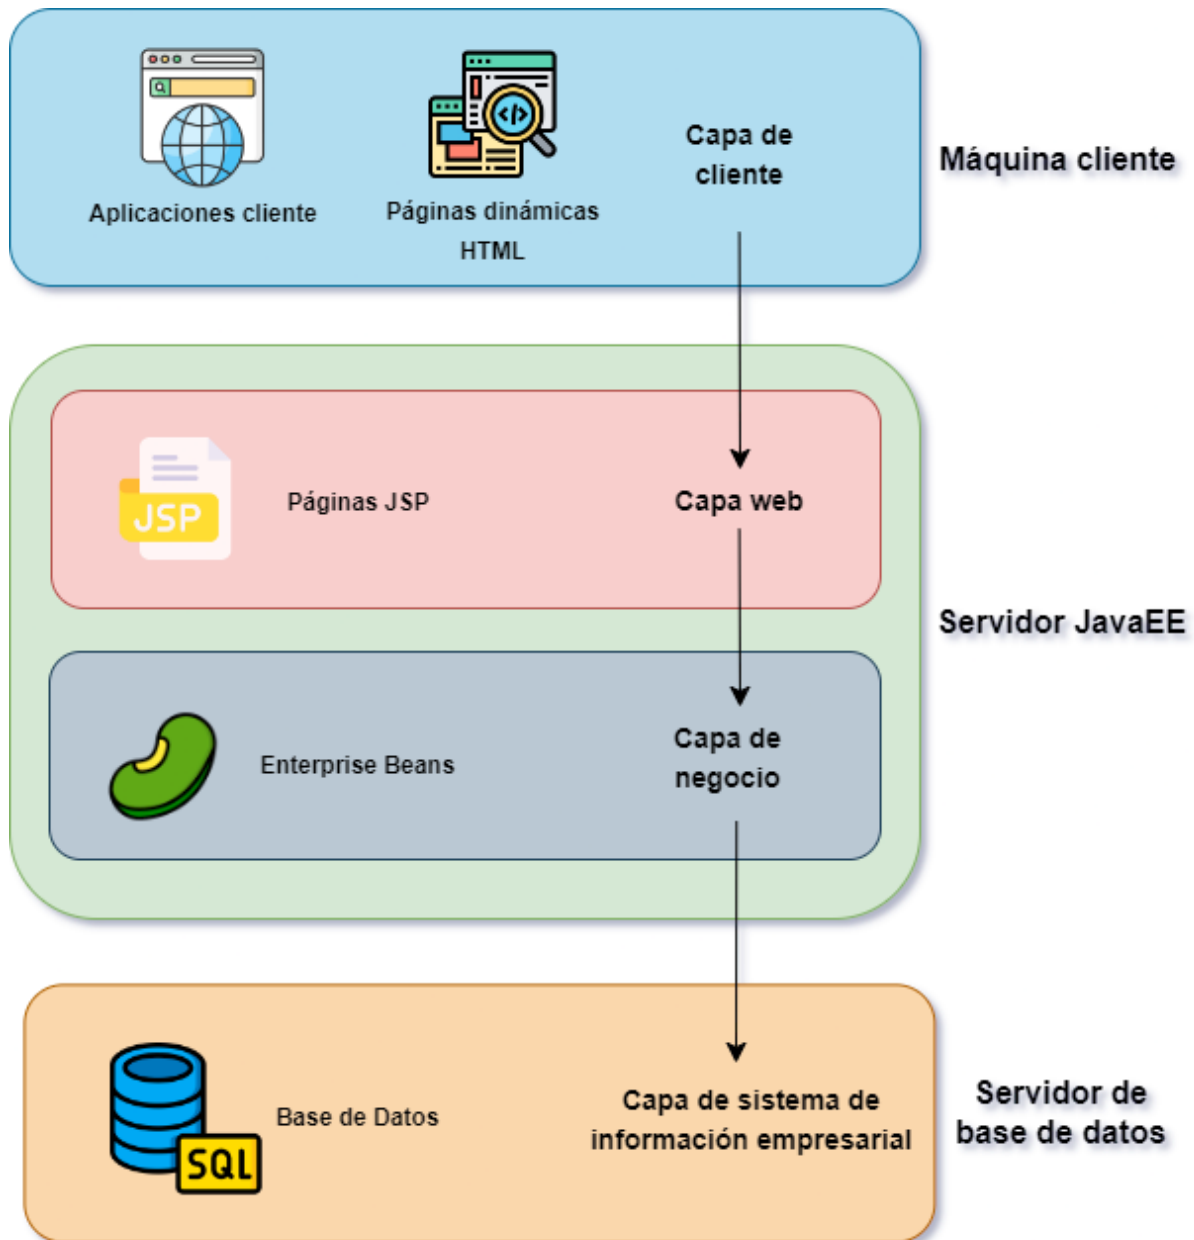 Aplicaciones cliente
Páginas dinámicas
HTML
</>
Capa de
cliente
Máquina cliente
JSP
Páginas JSP
Capa web
Servidor JavaEE
Enterprise Beans
Capa de
negocio
SQL
Base de Datos
Capa de sistema de
información empresarial
Servidor de
base de datos